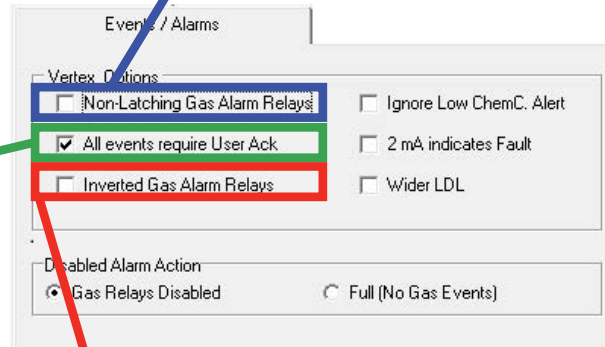 Events / Alarms
Vertex Options
Non-Latching Gas Alarm Relays
Ignore Low ChemC. Alert
All events require User Ack
2 mA indicates Fault
Inverted Gas Alarm Relays
Wider LDL
Disabled Alarm Action
Gas Relays Disabled
Full (No Gas Events)